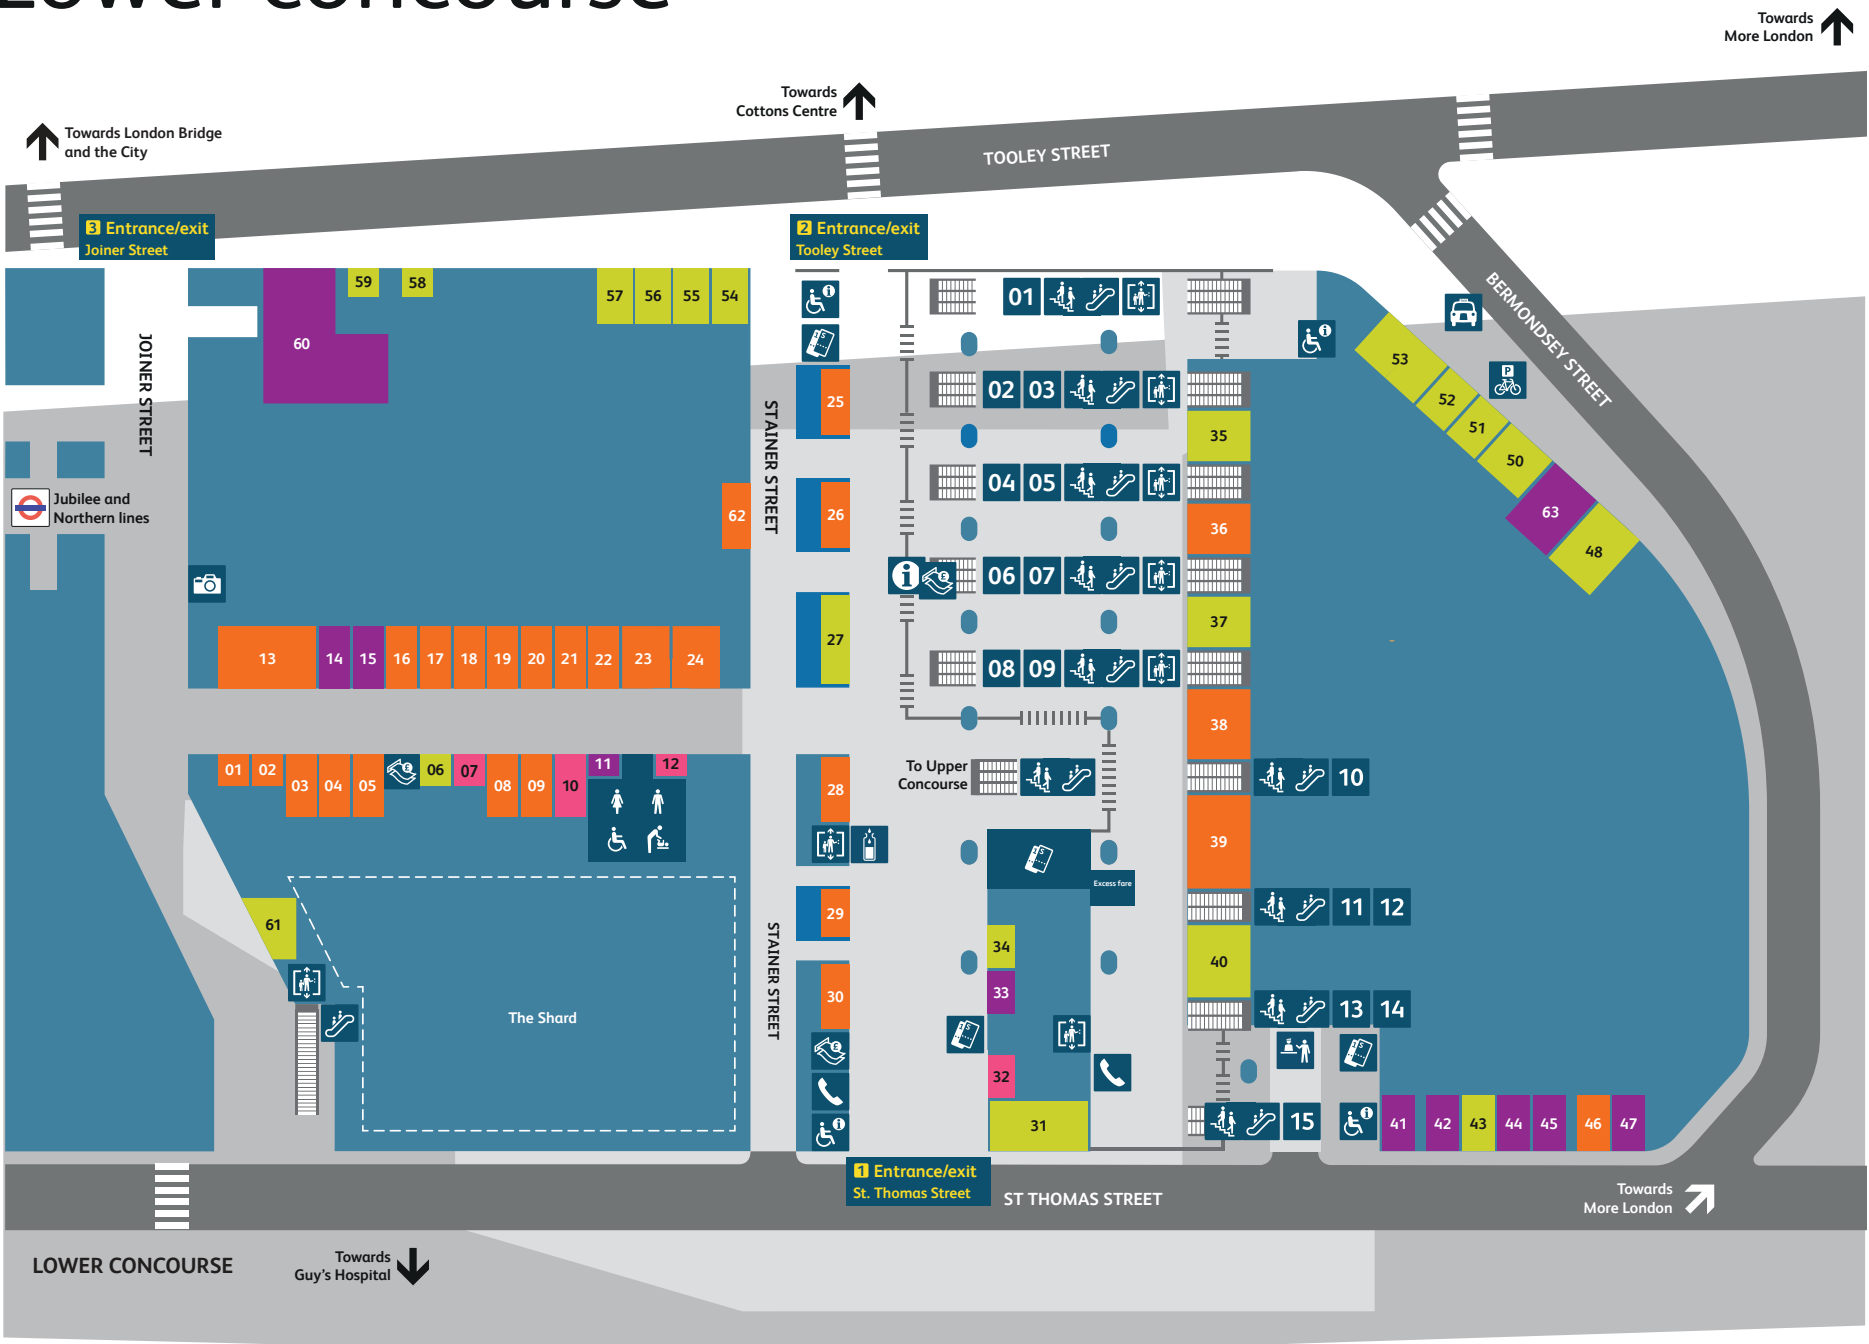 Lower concourse
Towards
More London
Towards
Cottons Centre
Towards London Bridge
and the City
TOOLEY STREET
3 Entrance/exit
Joiner Street
2 Entrance/exit
Tooley Street
BERMONDSEY STREET
JOINER STREET
STAINER STREET
59
58
57
56
55
54
60
01
02 03
04 05
06 07
08 09
25
26
27
62
35
36
37
38
39
40
53
52
51
50
63
48
P
Jubilee and
Northern lines
13
14
15
16
17
18
19
20
21
22
23
24
01
02
03
04
05
06
07
08
09
10
11
12
28
29
30
To Upper
Concourse
10
11 12
13 14
15
Excess fare
34
33
32
31
61
The Shard
STAINER STREET
41
42
43
44
45
46
47
1 Entrance/exit
St. Thomas Street
ST THOMAS STREET
Towards
More London
LOWER CONCOURSE
Towards
Guy's Hospital